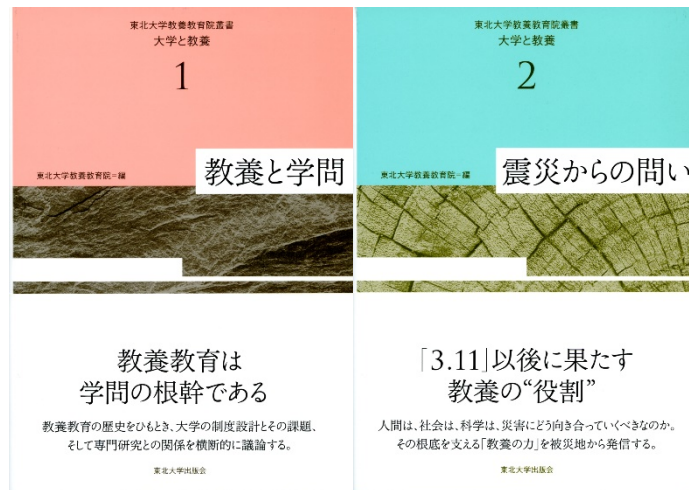 東北大学教養教育院叢書
大学と教養
1
東北大学教養教育院=編
教養と学問
教養教育は
学問の根幹である
教養教育の歴史をひもとき、大学の制度設計とその課題、
そして専門研究との関係を横断的に議論する。
東北大学出版会
東北大学教養教育院叢書
大学と教養
2
東北大学教養教育院=編
震災からの問い
「3.11」以後に果たす
教養の“役割”
人間は、社会は、科学は、災害にどう向き合っていくべきなのか。
その根底を支える「教養の力」を被災地から発信する。
東北大学出版会